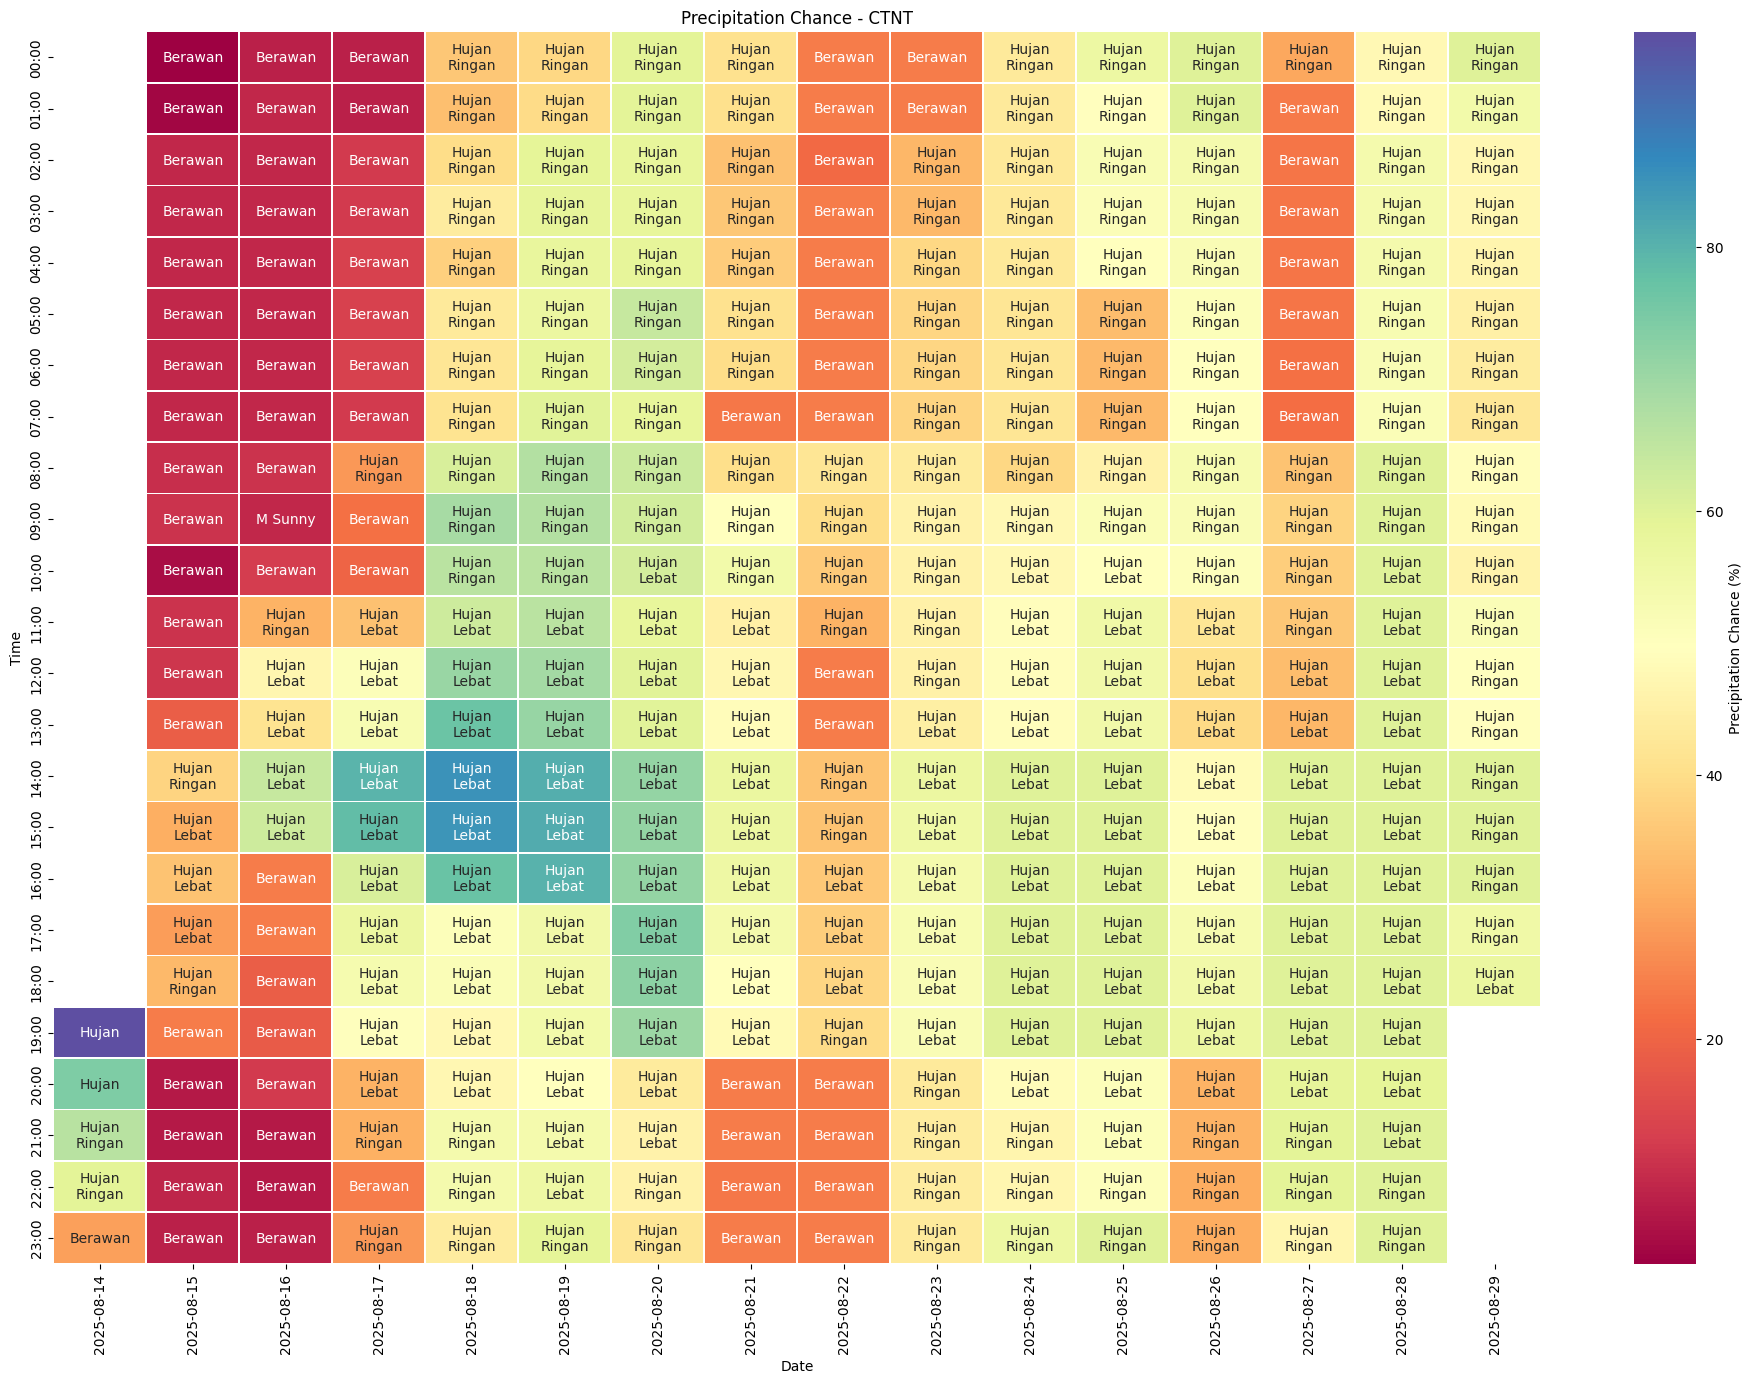 Precipitation Chance - CTNT
00:00 Berawan Berawan Berawan Hujan Ringan Hujan Ringan Hujan Ringan Hujan Ringan Berawan Berawan Hujan Ringan Hujan Ringan Hujan Ringan Hujan Ringan Hujan Ringan Hujan Ringan
01:00 Berawan Berawan Berawan Hujan Ringan Hujan Ringan Hujan Ringan Hujan Ringan Berawan Berawan Hujan Ringan Hujan Ringan Hujan Ringan Berawan Hujan Ringan Hujan Ringan
02:00 Berawan Berawan Berawan Hujan Ringan Hujan Ringan Hujan Ringan Hujan Ringan Berawan Hujan Ringan Hujan Ringan Hujan Ringan Hujan Ringan Berawan Hujan Ringan Hujan Ringan
03:00 Berawan Berawan Berawan Hujan Ringan Hujan Ringan Hujan Ringan Hujan Ringan Berawan Hujan Ringan Hujan Ringan Hujan Ringan Hujan Ringan Berawan Hujan Ringan Hujan Ringan
04:00 Berawan Berawan Berawan Hujan Ringan Hujan Ringan Hujan Ringan Hujan Ringan Berawan Hujan Ringan Hujan Ringan Hujan Ringan Hujan Ringan Berawan Hujan Ringan Hujan Ringan
05:00 Berawan Berawan Berawan Hujan Ringan Hujan Ringan Hujan Ringan Hujan Ringan Berawan Hujan Ringan Hujan Ringan Hujan Ringan Hujan Ringan Berawan Hujan Ringan Hujan Ringan
06:00 Berawan Berawan Berawan Hujan Ringan Hujan Ringan Hujan Ringan Hujan Ringan Berawan Hujan Ringan Hujan Ringan Hujan Ringan Hujan Ringan Berawan Hujan Ringan Hujan Ringan
07:00 Berawan Berawan Berawan Hujan Ringan Hujan Ringan Hujan Ringan Berawan Berawan Hujan Ringan Hujan Ringan Hujan Ringan Hujan Ringan Berawan Hujan Ringan Hujan Ringan
08:00 Berawan Berawan Hujan Ringan Hujan Ringan Hujan Ringan Hujan Ringan Hujan Ringan Hujan Ringan Hujan Ringan Hujan Ringan Hujan Ringan Hujan Ringan Hujan Ringan Hujan Ringan Hujan Ringan
09:00 Berawan M Sunny Berawan Hujan Ringan Hujan Ringan Hujan Ringan Hujan Ringan Hujan Ringan Hujan Ringan Hujan Ringan Hujan Ringan Hujan Ringan Hujan Ringan Hujan Ringan Hujan Ringan
10:00 Berawan Berawan Berawan Hujan Ringan Hujan Ringan Hujan Lebat Hujan Ringan Hujan Ringan Hujan Ringan Hujan Lebat Hujan Lebat Hujan Ringan Hujan Ringan Hujan Lebat Hujan Ringan
11:00 Berawan Hujan Ringan Hujan Lebat Hujan Lebat Hujan Lebat Hujan Lebat Hujan Lebat Hujan Ringan Hujan Ringan Hujan Lebat Hujan Lebat Hujan Lebat Hujan Ringan Hujan Lebat Hujan Ringan
12:00 Berawan Hujan Lebat Hujan Lebat Hujan Lebat Hujan Lebat Hujan Lebat Hujan Lebat Berawan Hujan Ringan Hujan Lebat Hujan Lebat Hujan Lebat Hujan Lebat Hujan Lebat Hujan Ringan
13:00 Berawan Hujan Lebat Hujan Lebat Hujan Lebat Hujan Lebat Hujan Lebat Hujan Lebat Berawan Hujan Lebat Hujan Lebat Hujan Lebat Hujan Lebat Hujan Lebat Hujan Lebat Hujan Ringan
14:00 Hujan Ringan Hujan Lebat Hujan Lebat Hujan Lebat Hujan Lebat Hujan Lebat Hujan Lebat Hujan Ringan Hujan Lebat Hujan Lebat Hujan Lebat Hujan Lebat Hujan Lebat Hujan Lebat Hujan Ringan
15:00 Hujan Lebat Hujan Lebat Hujan Lebat Hujan Lebat Hujan Lebat Hujan Lebat Hujan Lebat Hujan Ringan Hujan Lebat Hujan Lebat Hujan Lebat Hujan Lebat Hujan Lebat Hujan Lebat Hujan Ringan
16:00 Hujan Lebat Berawan Hujan Lebat Hujan Lebat Hujan Lebat Hujan Lebat Hujan Lebat Hujan Lebat Hujan Lebat Hujan Lebat Hujan Lebat Hujan Lebat Hujan Lebat Hujan Lebat Hujan Ringan
17:00 Hujan Lebat Berawan Hujan Lebat Hujan Lebat Hujan Lebat Hujan Lebat Hujan Lebat Hujan Lebat Hujan Lebat Hujan Lebat Hujan Lebat Hujan Lebat Hujan Lebat Hujan Lebat Hujan Ringan
18:00 Hujan Ringan Berawan Hujan Lebat Hujan Lebat Hujan Lebat Hujan Lebat Hujan Lebat Hujan Lebat Hujan Lebat Hujan Lebat Hujan Lebat Hujan Lebat Hujan Lebat Hujan Lebat Hujan Lebat
19:00 Hujan Berawan Berawan Hujan Lebat Hujan Lebat Hujan Lebat Hujan Lebat Hujan Lebat Hujan Ringan Hujan Lebat Hujan Lebat Hujan Lebat Hujan Lebat Hujan Lebat Hujan Lebat
20:00 Hujan Berawan Berawan Hujan Lebat Hujan Lebat Hujan Lebat Hujan Lebat Berawan Berawan Hujan Ringan Hujan Lebat Hujan Lebat Hujan Lebat Hujan Lebat Hujan Lebat
21:00 Hujan Ringan Berawan Berawan Hujan Ringan Hujan Ringan Hujan Lebat Hujan Lebat Berawan Berawan Hujan Ringan Hujan Ringan Hujan Lebat Hujan Ringan Hujan Ringan Hujan Lebat
22:00 Hujan Ringan Berawan Berawan Berawan Hujan Ringan Hujan Lebat Hujan Ringan Berawan Berawan Hujan Ringan Hujan Ringan Hujan Ringan Hujan Ringan Hujan Ringan Hujan Ringan
23:00 Berawan Berawan Berawan Hujan Ringan Hujan Ringan Hujan Ringan Hujan Ringan Berawan Berawan Hujan Ringan Hujan Ringan Hujan Ringan Hujan Ringan Hujan Ringan Hujan Ringan
Time
2025-08-14 2025-08-15 2025-08-16 2025-08-17 2025-08-18 2025-08-19 2025-08-20 2025-08-21 2025-08-22 2025-08-23 2025-08-24 2025-08-25 2025-08-26 2025-08-27 2025-08-28 2025-08-29
Date
80
60
40
20
Precipitation Chance (%)